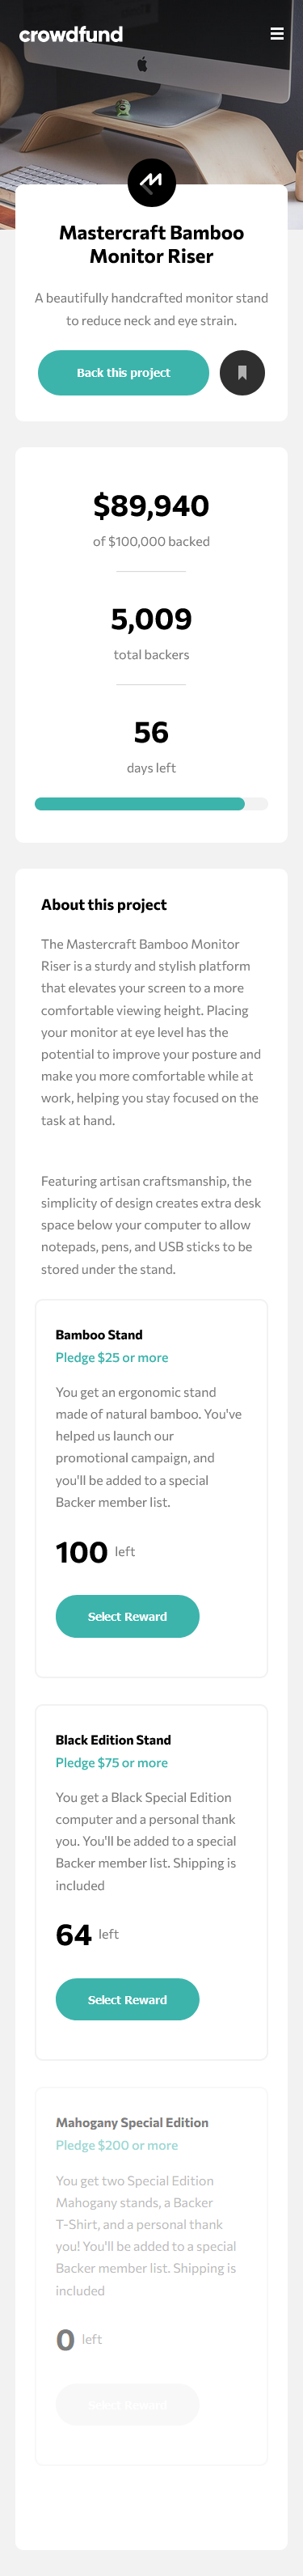 crowdfund
Mastercraft Bamboo
Monitor Riser
A beautifully handcrafted monitor stand
to reduce neck and eye strain.
Back this project
$89,940
of $100,000 backed
5,009
total backers
56
days left
About this project
The Mastercraft Bamboo Monitor
Riser is a sturdy and stylish platform
that elevates your screen to a more
comfortable viewing height. Placing
your monitor at eye level has the
potential to improve your posture and
make you more comfortable while at
work, helping you stay focused on the
task at hand.
Featuring artisan craftsmanship, the
simplicity of design creates extra desk
space below your computer to allow
notepads, pens, and USB sticks to be
stored under the stand.
Bamboo Stand
Pledge $25 or more
You get an ergonomic stand
made of natural bamboo. You've
helped us launch our
promotional campaign, and
you'll be added to a special
Backer member list.
100 left
Select Reward
Black Edition Stand
Pledge $75 or more
You get a Black Special Edition
computer and a personal thank
you. You'll be added to a special
Backer member list. Shipping is
included
64 left
Select Reward
Mahogany Special Edition
Pledge $200 or more
You get two Special Edition
Mahogany stands, a Backer
T-Shirt, and a personal thank
you! You'll be added to a special
Backer member list. Shipping is
included
0 left
Select Reward